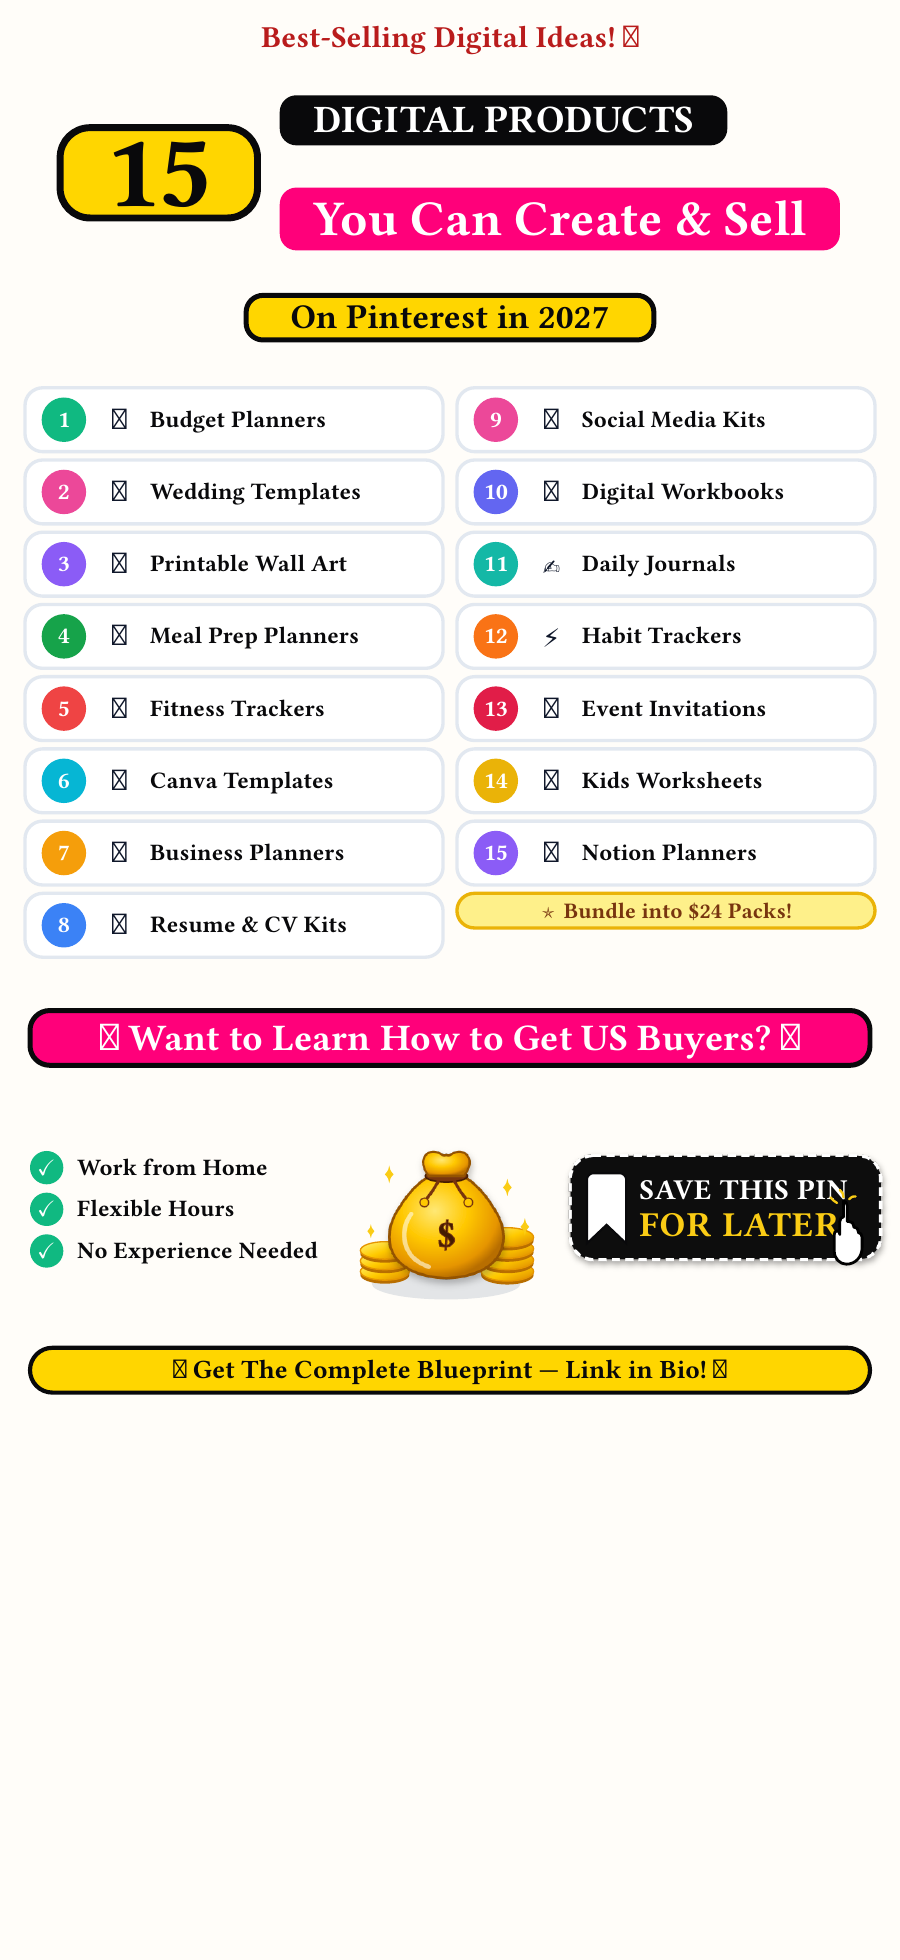 Best-Selling Digital Ideas!
15
DIGITAL PRODUCTS
You Can Create & Sell
On Pinterest in 2027
1 Budget Planners
2 Wedding Templates
3 Printable Wall Art
4 Meal Prep Planners
5 Fitness Trackers
6 Canva Templates
7 Business Planners
8 Resume & CV Kits
9 Social Media Kits
10 Digital Workbooks
11 ✍ Daily Journals
12 ⚡ Habit Trackers
13 Event Invitations
14 Kids Worksheets
15 Notion Planners
⭐ Bundle into $24 Packs!
Want to Learn How to Get US Buyers?
✓ Work from Home
✓ Flexible Hours
✓ No Experience Needed
$
SAVE THIS PIN
FOR LATER
Get The Complete Blueprint — Link in Bio!